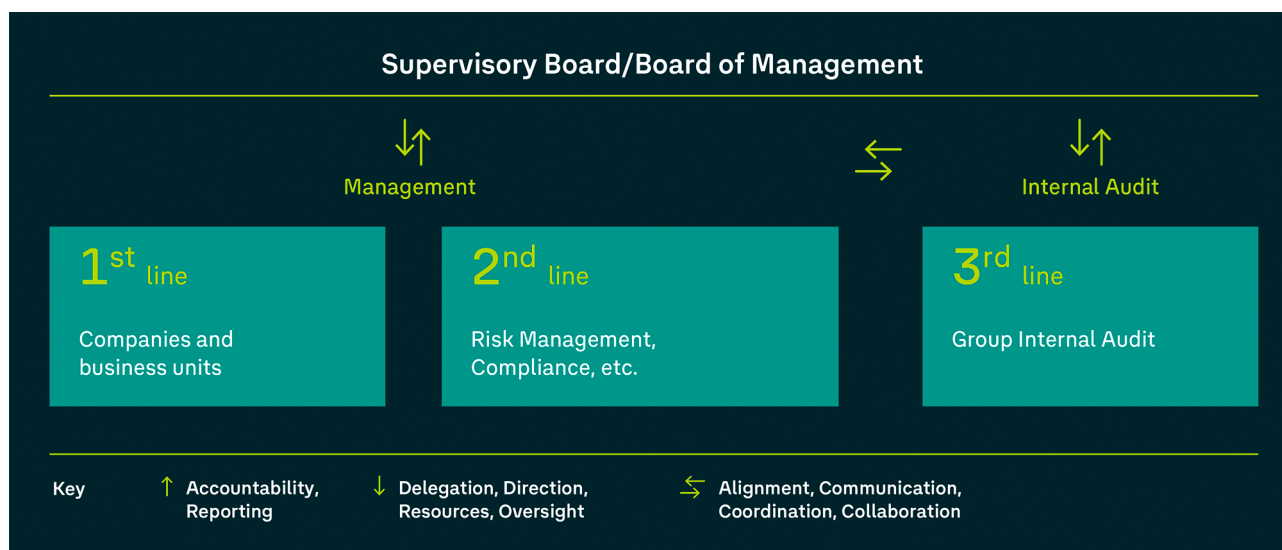 Supervisory Board/Board of Management
Management
Internal Audit
1st line
Companies and
business units
2nd line
Risk Management,
Compliance, etc.
3rd line
Group Internal Audit
Key
Accountability,
Reporting
Delegation, Direction,
Resources, Oversight
Alignment, Communication,
Coordination, Collaboration